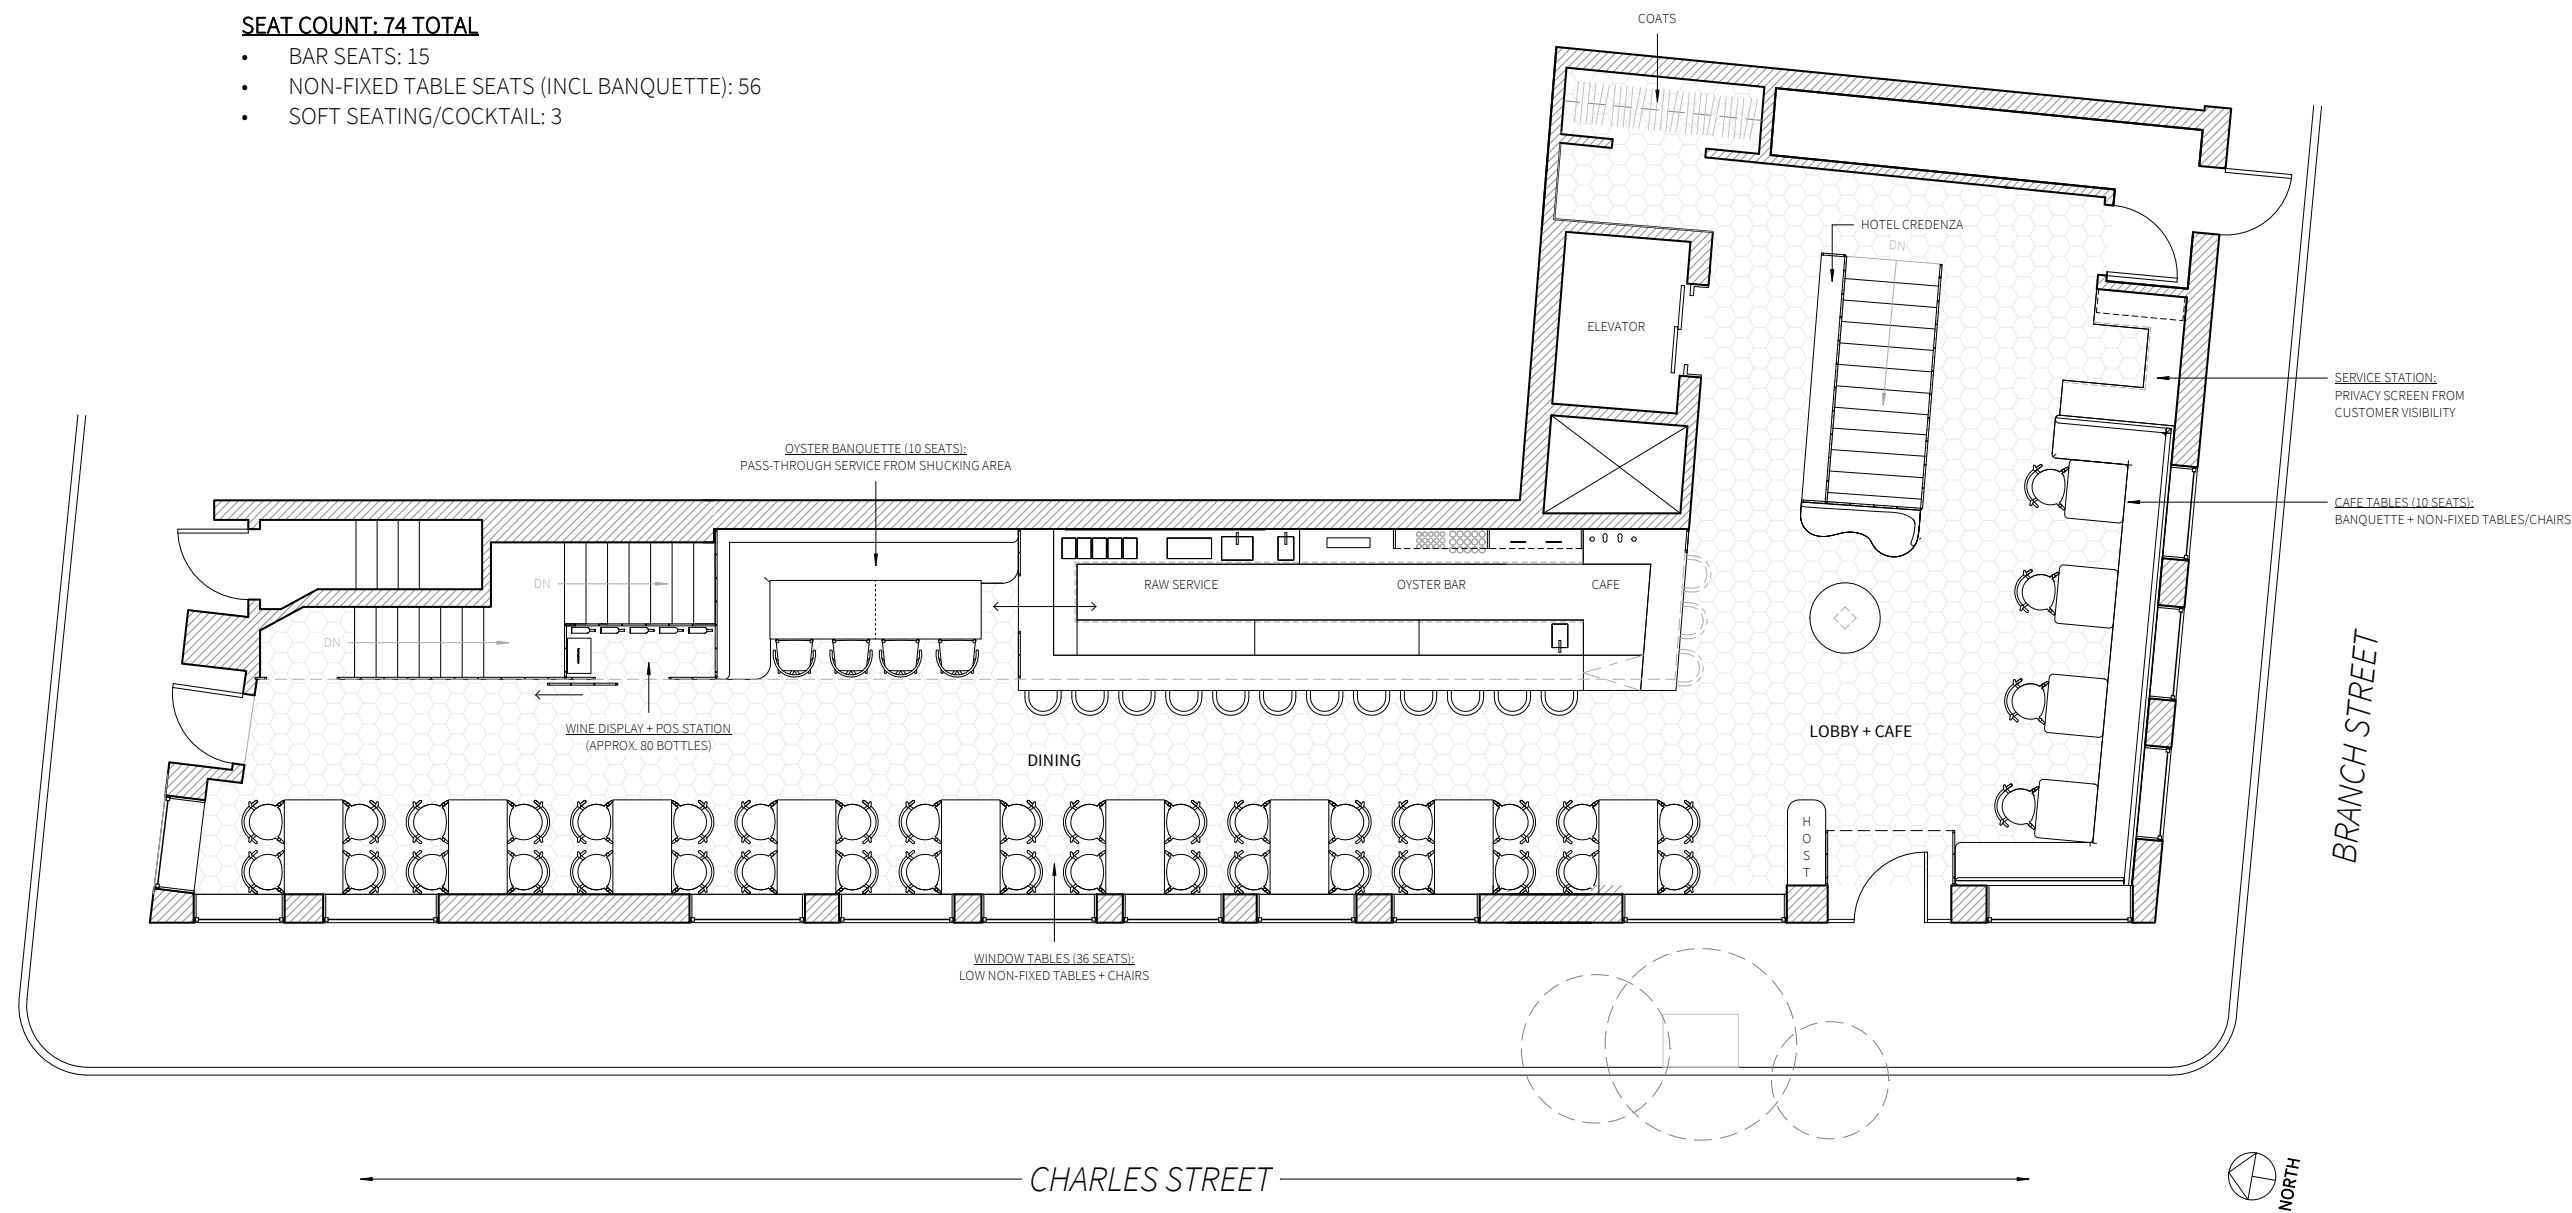 SEAT COUNT: 74 TOTAL
• BAR SEATS: 15
• NON-FIXED TABLE SEATS (INCL BANQUETTE): 56
• SOFT SEATING/COCKTAIL: 3
COATS
HOTEL CREDENZA
DN
ELEVATOR
SERVICE STATION:
PRIVACY SCREEN FROM
CUSTOMER VISIBILITY
OYSTER BANQUETTE (10 SEATS):
PASS-THROUGH SERVICE FROM SHUCKING AREA
CAFE TABLES (10 SEATS):
BANQUETTE + NON-FIXED TABLES/CHAIRS
DN
RAW SERVICE
OYSTER BAR
CAFE
DN
WINE DISPLAY + POS STATION
(APPROX. 80 BOTTLES)
DINING
LOBBY + CAFE
BRANCH STREET
HOST
WINDOW TABLES (36 SEATS):
LOW NON-FIXED TABLES + CHAIRS
CHARLES STREET
NORTH